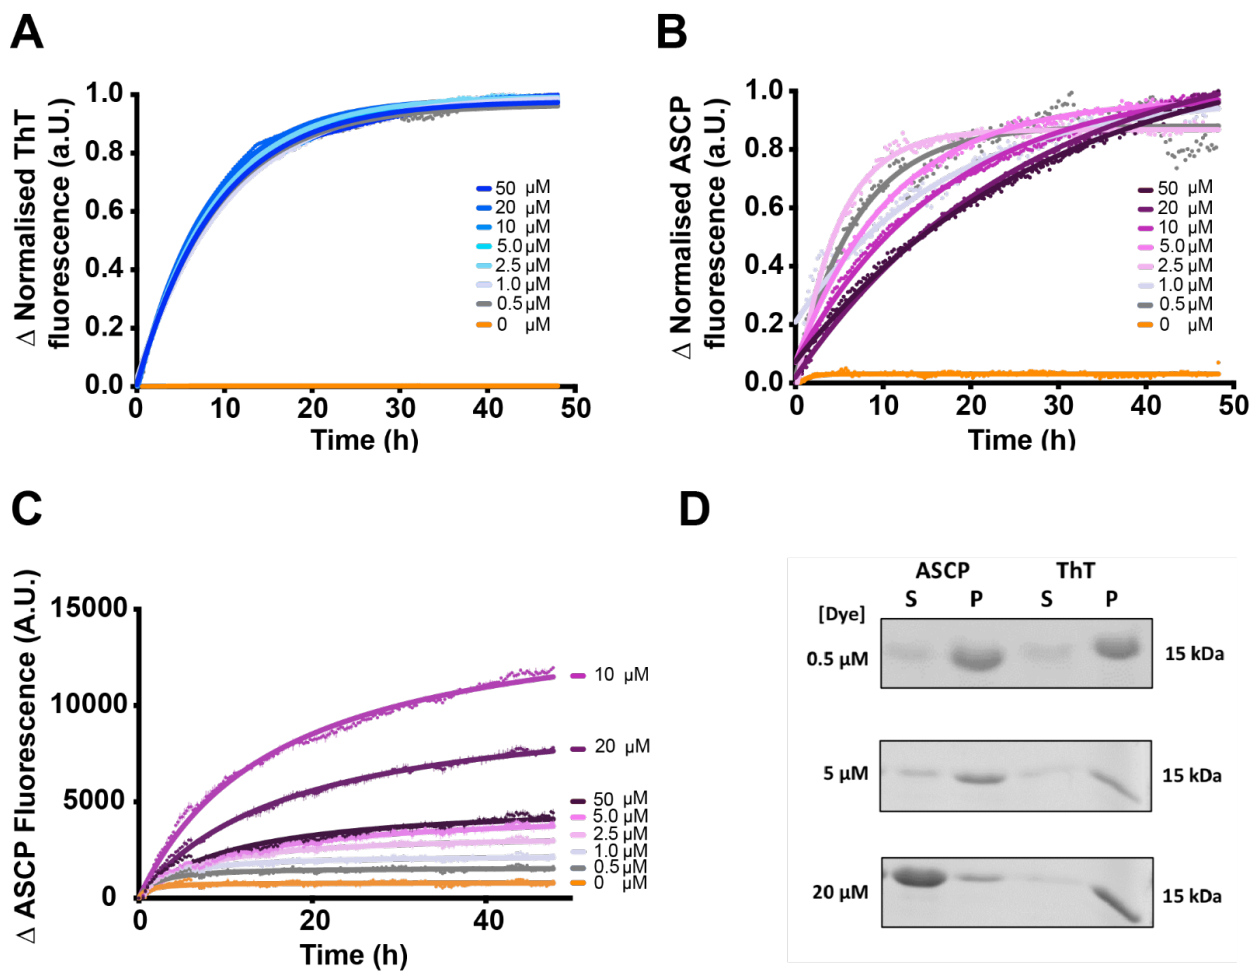 A
Δ Normalised ThT
fluorescence (a.U.)
1.0
0.8
0.6
0.4
0.2
0.0
0 10 20 30 40 50
Time (h)
50 μM
20 μM
10 μM
5.0 μM
2.5 μM
1.0 μM
0.5 μM
0 μM
B
Δ Normalised ASCP
fluorescence (a.U.)
1.0
0.8
0.6
0.4
0.2
0.0
0 10 20 30 40 50
Time (h)
50 μM
20 μM
10 μM
5.0 μM
2.5 μM
1.0 μM
0.5 μM
0 μM
C
Δ ASCP Fluorescence (A.U.)
15000
10000
5000
0
0 20 40
Time (h)
10 μM
20 μM
50 μM
5.0 μM
2.5 μM
1.0 μM
0.5 μM
0 μM
D
ASCP ThT
S P S P
[Dye]
0.5 μM 15 kDa
5 μM 15 kDa
20 μM 15 kDa